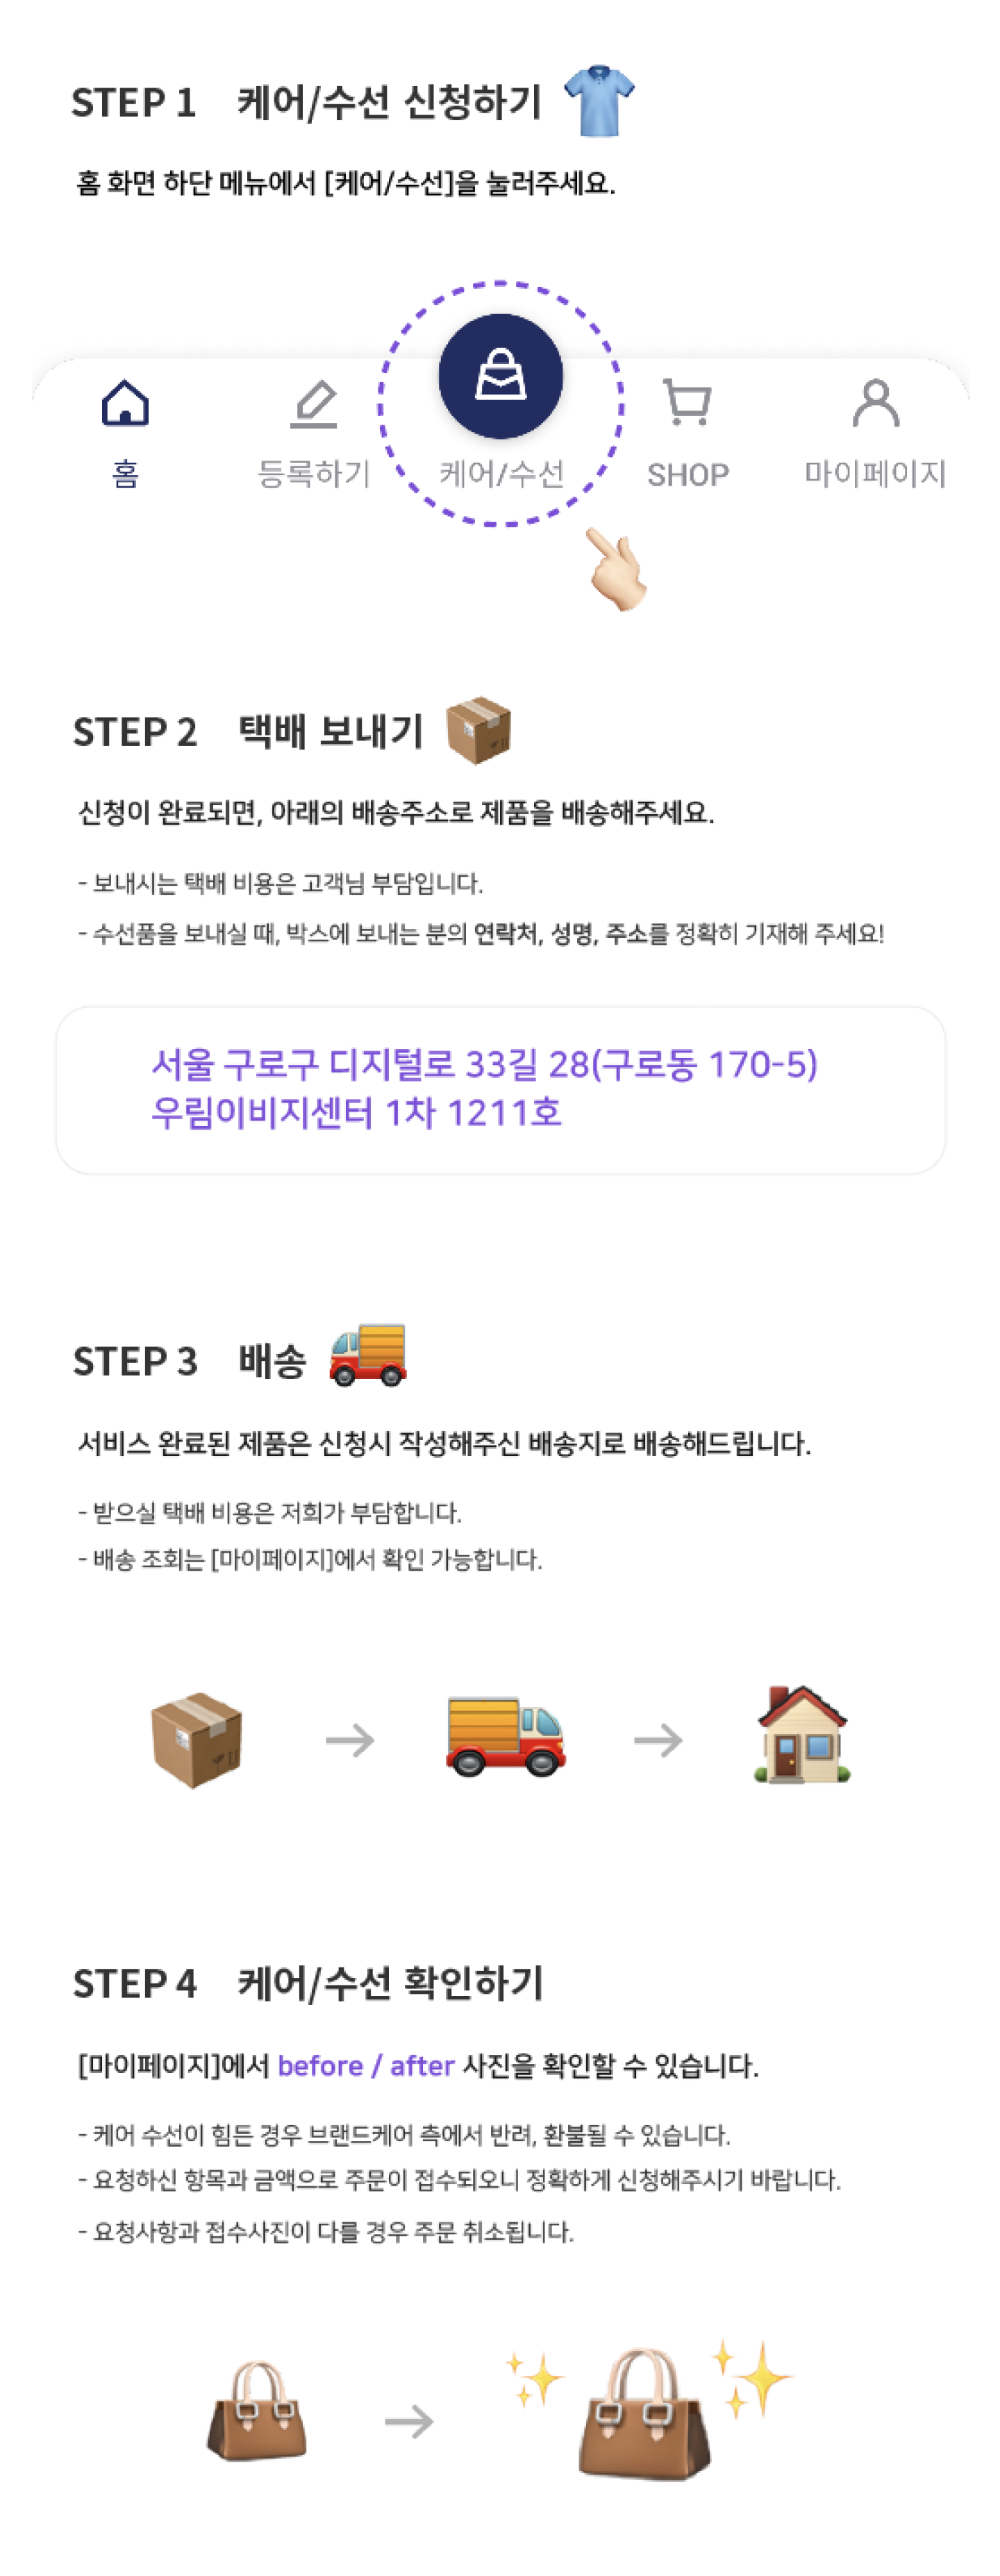 STEP 1 케어/수선 신청하기
홈 화면 하단 메뉴에서 [케어/수선]을 눌러주세요.
홈 등록하기 케어/수선 SHOP 마이페이지
STEP 2 택배 보내기
신청이 완료되면, 아래의 배송주소로 제품을 배송해주세요.
- 보내시는 택배 비용은 고객님 부담입니다.
- 수선품을 보내실 때, 박스에 보내는 분의 연락처, 성명, 주소를 정확히 기재해 주세요!
서울 구로구 디지털로 33길 28(구로동 170-5)
우림이비지센터 1차 1211호
STEP 3 배송
서비스 완료된 제품은 신청시 작성해주신 배송지로 배송해드립니다.
- 받으실 택배 비용은 저희가 부담합니다.
- 배송 조회는 [마이페이지]에서 확인 가능합니다.
STEP 4 케어/수선 확인하기
[마이페이지]에서 before / after 사진을 확인할 수 있습니다.
- 케어 수선이 힘든 경우 브랜드케어 측에서 반려, 환불될 수 있습니다.
- 요청하신 항목과 금액으로 주문이 접수되오니 정확하게 신청해주시기 바랍니다.
- 요청사항과 접수사진이 다를 경우 주문 취소됩니다.